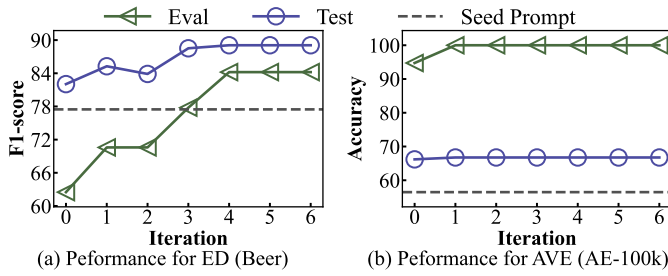 Eval Test Seed Prompt
90
84
78
72
66
60
F1-score
0 1 2 3 4 5 6
Iteration
(a) Peformance for ED (Beer)
100
90
80
70
60
Accuracy
0 1 2 3 4 5 6
Iteration
(b) Peformance for AVE (AE-100k)